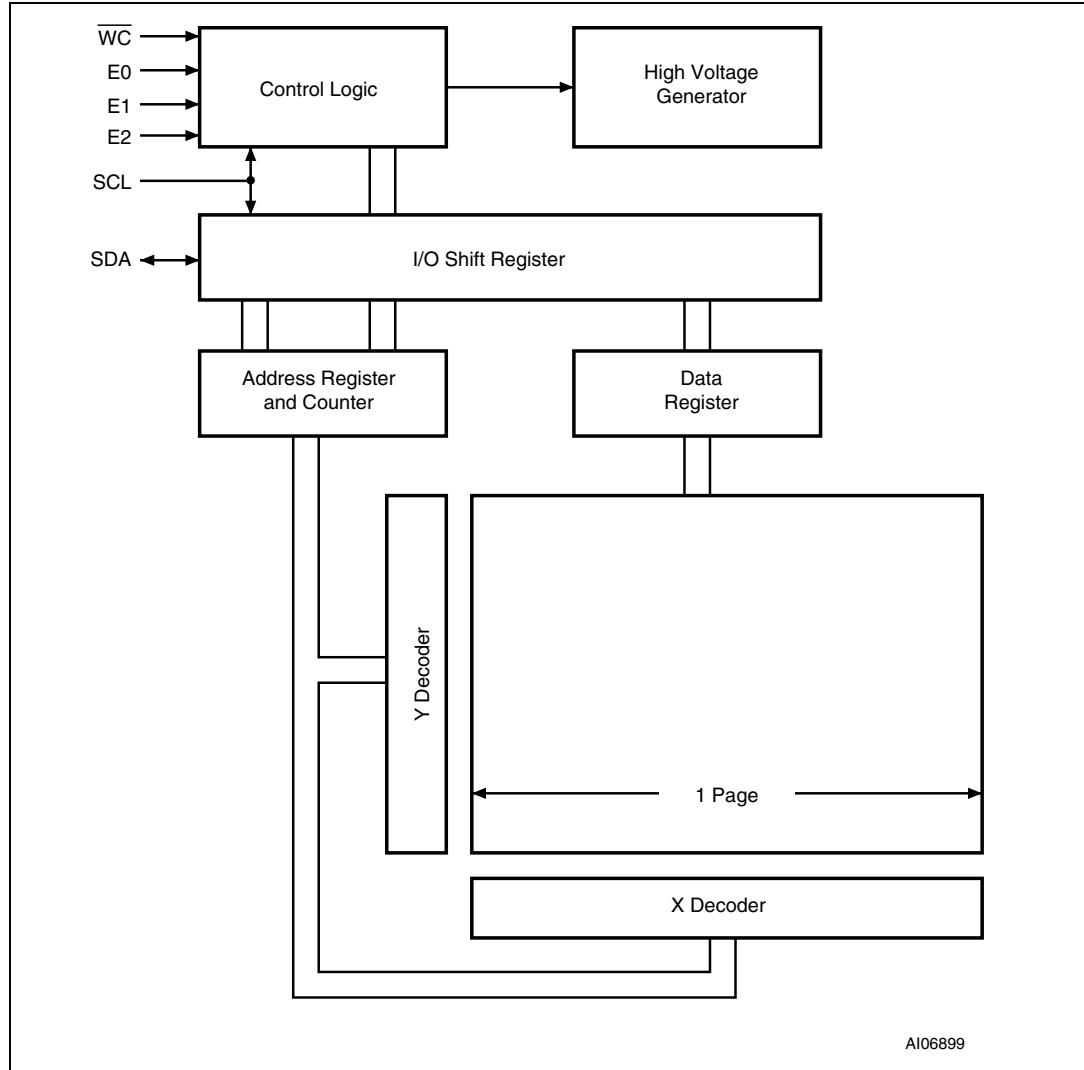 W̅C̅
E0
E1
E2
SCL
SDA
Control Logic
High Voltage
Generator
I/O Shift Register
Address Register
and Counter
Data
Register
Y Decoder
1 Page
X Decoder
AI06899